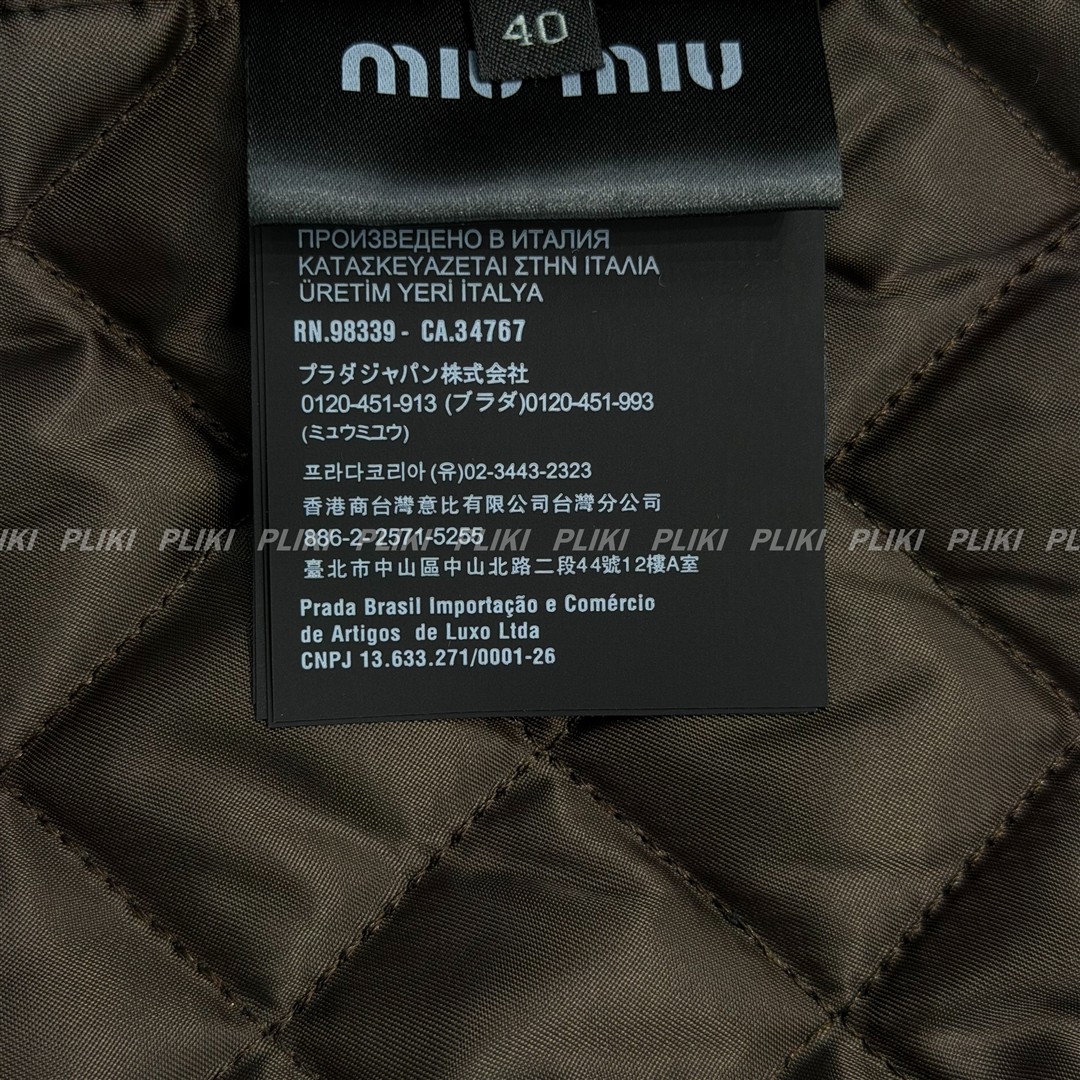 40
miu miu
ПРОИЗВЕДЕНО В ИТАЛИЯ
ΚΑΤΑΣΚΕΥΑΖΕΤΑΙ ΣΤΗΝ ΙΤΑΛΙΑ
ÜRETİM YERİ İTALYA
RN.98339 - CA.34767
プラダジャパン株式会社
0120-451-913 (プラダ)0120-451-993
(ミュウミュウ)
프라다코리아(유)02-3443-2323
香港商台灣意比有限公司台灣分公司
PLIKI PLIKI PLIKI PLIKI PLIKI PLIKI PLIKI PLIKI PLIKI
886-2-2571-5255
臺北市中山區中山北路二段44號12樓A室
Prada Brasil Importação e Comércio
de Artigos de Luxo Ltda
CNPJ 13.633.271/0001-26